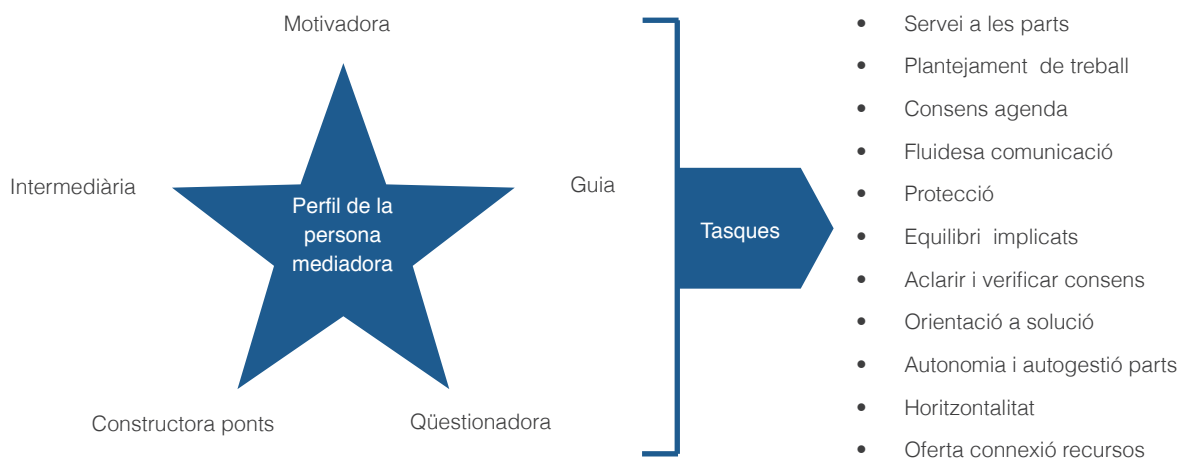 Motivadora
Intermediària
Perfil de la
persona
mediadora
Guia
Constructora ponts
Qüestionadora
Tasques
• Servei a les parts
• Plantejament de treball
• Consens agenda
• Fluidesa comunicació
• Protecció
• Equilibri implicats
• Aclarir i verificar consens
• Orientació a solució
• Autonomia i autogestió parts
• Horitzontalitat
• Oferta connexió recursos